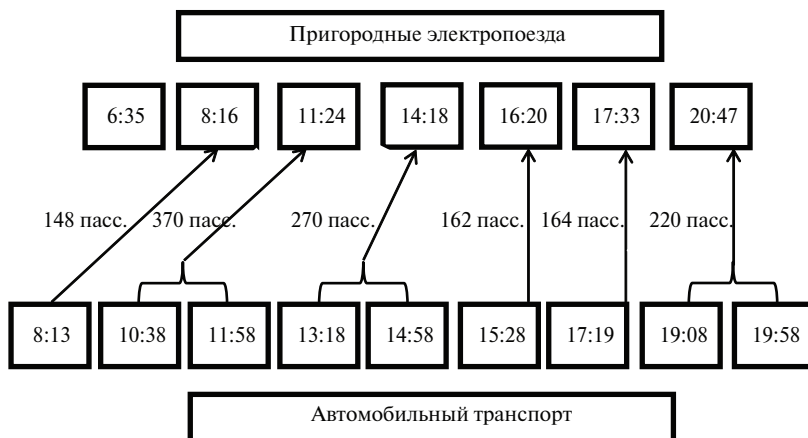 Пригородные электропоезда
6:35 8:16 11:24 14:18 16:20 17:33 20:47
148 пасс. 370 пасс. 270 пасс. 162 пасс. 164 пасс. 220 пасс.
8:13 10:38 11:58 13:18 14:58 15:28 17:19 19:08 19:58
Автомобильный транспорт